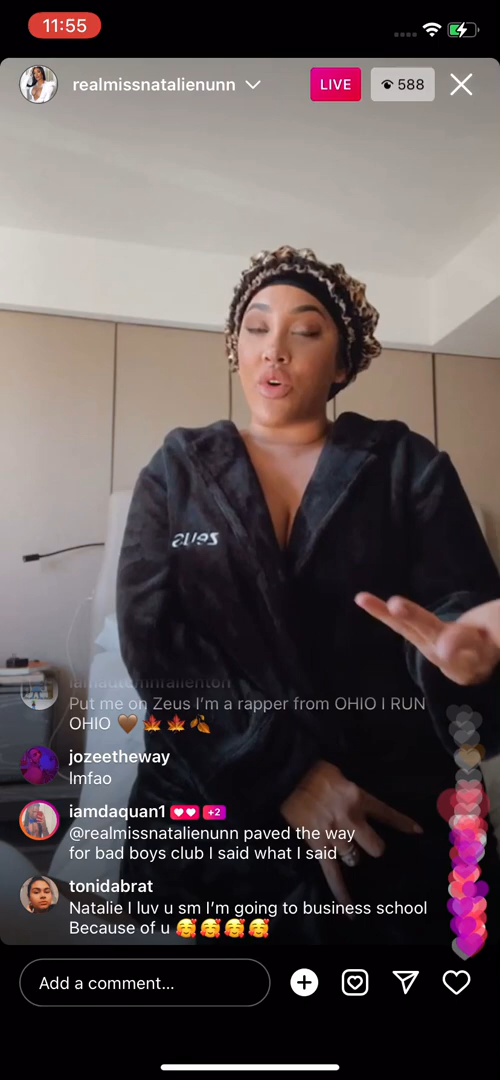 11:55
realmissnatalienunn
LIVE
588
zeus
Put me on Zeus I'm a rapper from OHIO I RUN
OHIO 🤎🍁🍁🍂
jozeetheway
lmfao
iamdaquan1 +2
@realmissnatalienunn paved the way
for bad boys club I said what I said
tonidabrat
Natalie I luv u sm I'm going to business school
Because of u 🥰🥰🥰🥰
Add a comment...